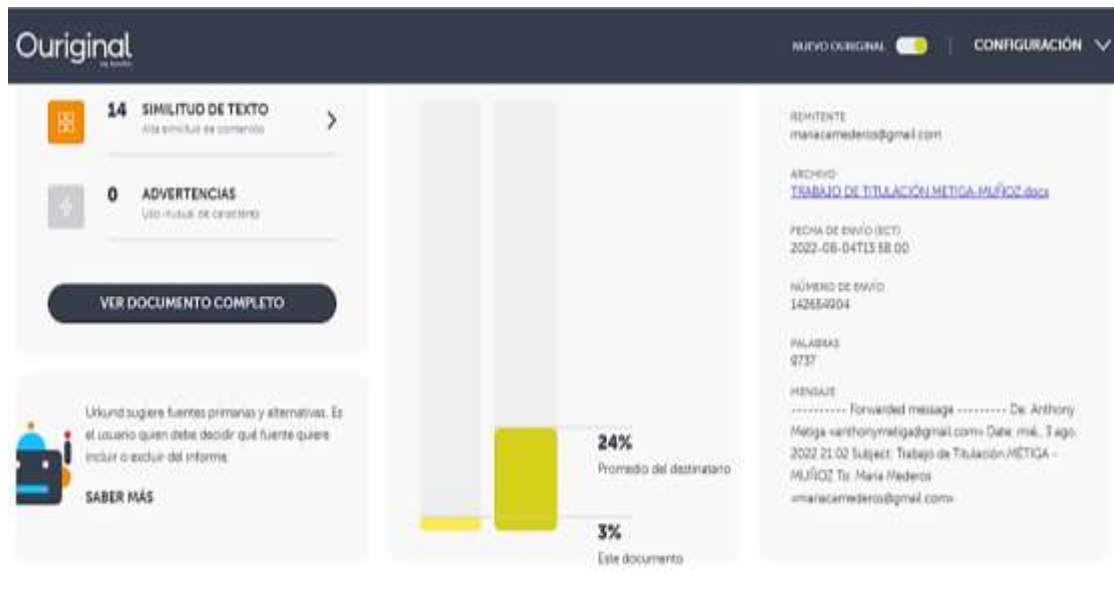 Ouriginal
NUEVO OURIGINAL
CONFIGURACIÓN
14 SIMILITUD DE TEXTO
Alta similitud de contenido
0 ADVERTENCIAS
Uso inusual de caracteres
VER DOCUMENTO COMPLETO
Urkund sugiere fuentes primarias y alternativas. Es
el usuario quien debe decidir qué fuente quiere
incluir o excluir del informe.
SABER MÁS
24%
Promedio del destinatario
3%
Este documento
REMITENTE
mariacamederos@gmail.com
ARCHIVO
TRABAJO DE TITULACIÓN METIGA-MUÑOZ.docx
FECHA DE ENVÍO (ECT)
2022-08-04T13:58:00
NÚMERO DE ENVÍO
142654904
PALABRAS
9737
MENSAJE
---------- Forwarded message --------- De: Anthony
Metiga <anthonymetiga@gmail.com> Date: mié., 3 ago.
2022 21:02 Subject: Trabajo de Titulación METIGA -
MUÑOZ To: Maria Mederos
<mariacamederos@gmail.com>